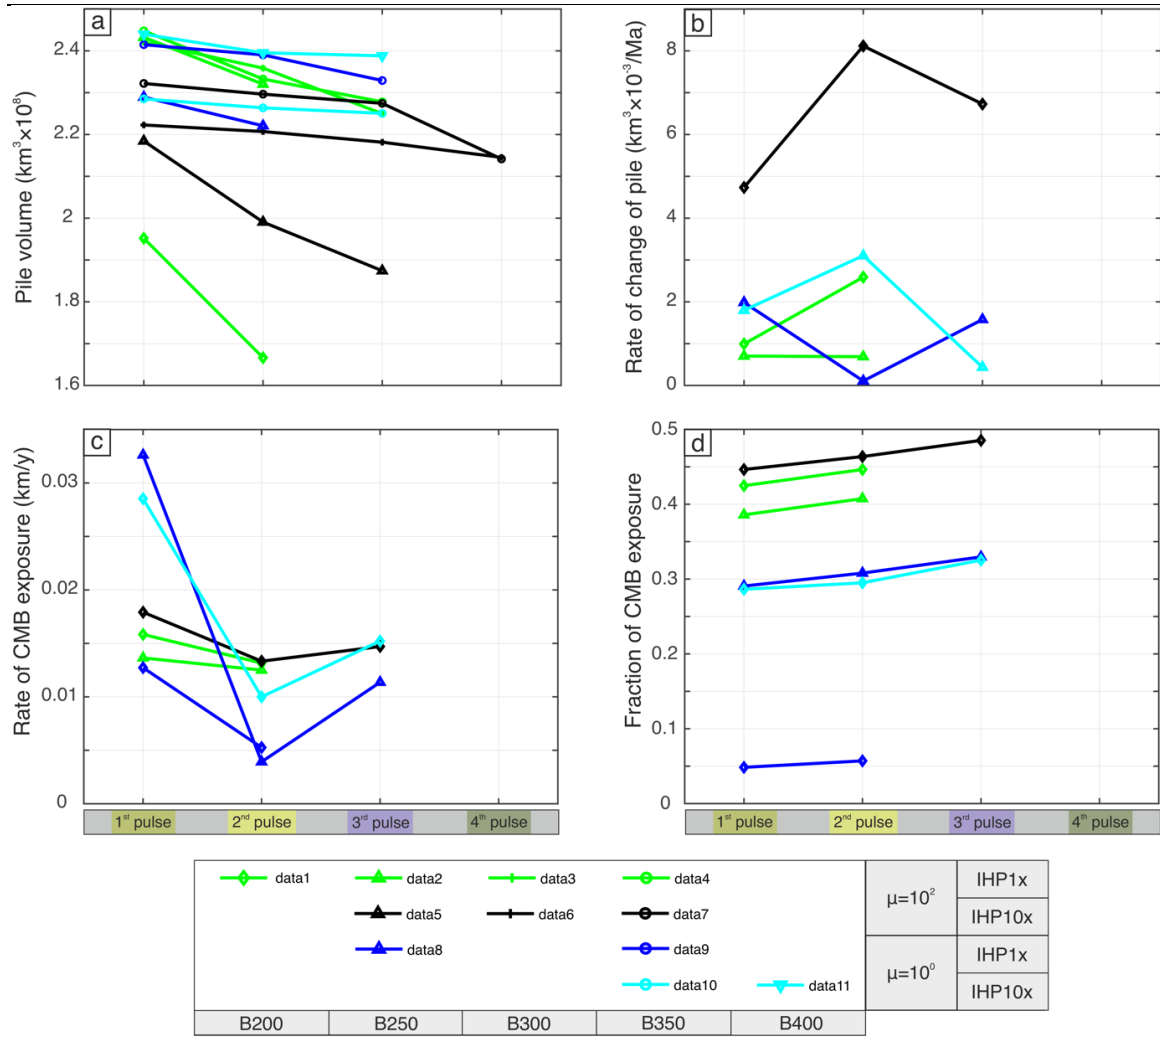 a
Pile volume (km³×10⁸)
2.4
2.2
2
1.8
1.6
b
Rate of change of pile (km³×10⁻³/Ma)
8
6
4
2
0
c
Rate of CMB exposure (km/y)
0.03
0.02
0.01
0
1ˢᵗ pulse 2ⁿᵈ pulse 3ʳᵈ pulse 4ᵗʰ pulse
d
Fraction of CMB exposure
0.5
0.4
0.3
0.2
0.1
0
1ˢᵗ pulse 2ⁿᵈ pulse 3ʳᵈ pulse 4ᵗʰ pulse
data1 data2 data3 data4
data5 data6 data7
data8 data9
data10 data11
μ=10²
IHP1x
IHP10x
μ=10⁰
IHP1x
IHP10x
B200 B250 B300 B350 B400